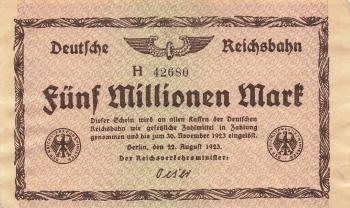 Deutsche Reichsbahn
H 42680
Fünf Millionen Mark
Dieser Schein wird an allen Kassen der Deutschen
Reichsbahn wie gesetzliche Zahlmittel in Zahlung
genommen und bis zum 30. November 1923 eingelöst.
Berlin, den 22. August 1923.
Der Reichsverkehrsminister:
Oeser